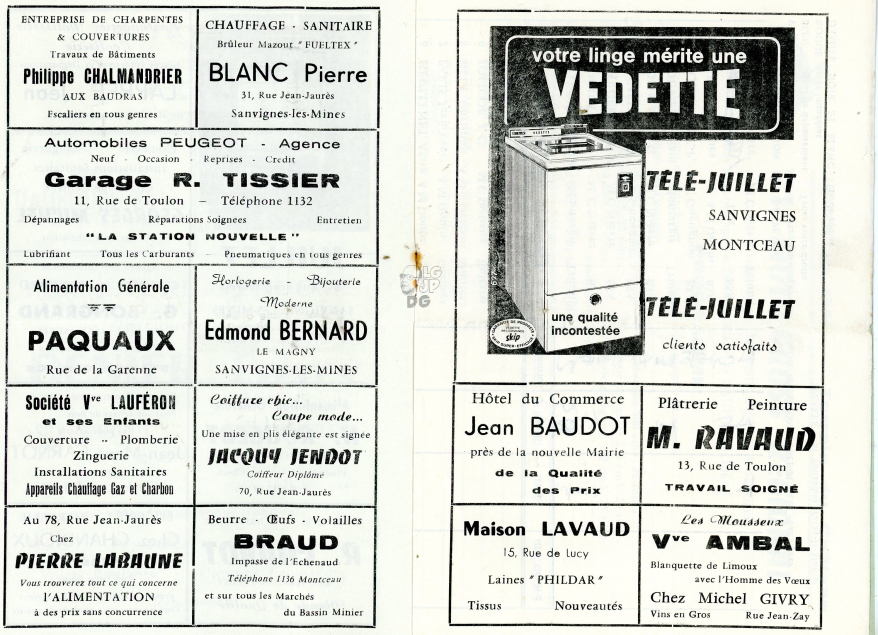 ENTREPRISE DE CHARPENTES
& COUVERTURES
Travaux de Bâtiments
Philippe CHALMANDRIER
AUX BAUDRAS
Escaliers en tous genres
CHAUFFAGE - SANITAIRE
Brûleur Mazout "FUELTEX"
BLANC Pierre
31, Rue Jean-Jaurès
Sanvignes-les-Mines
Automobiles PEUGEOT - Agence
Neuf - Occasion - Reprises - Crédit
Garage R. TISSIER
11, Rue de Toulon — Téléphone 1132
Dépannages Réparations Soignees Entretien
"LA STATION NOUVELLE"
Lubrifiant Tous les Carburants - Pneumatiques en tous genres
Alimentation Générale
PAQUAUX
Rue de la Garenne
Horlogerie - Bijouterie
Moderne
Edmond BERNARD
LE MAGNY
SANVIGNES-LES-MINES
Société Vve LAUFÉRON
et ses Enfants
Couverture -- Plomberie
Zinguerie
Installations Sanitaires
Appareils Chauffage Gaz et Charbon
Coiffure chic...
Coupe mode...
Une mise en plis élégante est signée
JACQUY JENDOT
Coiffeur Diplômé
70, Rue Jean-Jaurès
Au 78, Rue Jean-Jaurès
Chez
PIERRE LABAUNE
Vous trouverez tout ce qui concerne
l'ALIMENTATION
à des prix sans concurrence
Beurre - Œufs - Volailles
BRAUD
Impasse de l'Echenaud
Téléphone 1136 Montceau
et sur tous les Marchés
du Bassin Minier
LG
JP
DG
votre linge mérite une
VEDETTE
une qualité
incontestée
skip
TÉLÉ-JUILLET
SANVIGNES
MONTCEAU
TÉLÉ-JUILLET
clients satisfaits
Hôtel du Commerce
Jean BAUDOT
près de la nouvelle Mairie
de la Qualité
des Prix
Plâtrerie Peinture
M. RAVAUD
13, Rue de Toulon
TRAVAIL SOIGNÉ
Maison LAVAUD
15, Rue de Lucy
Laines "PHILDAR"
Tissus Nouveautés
Les Mousseux
Vve AMBAL
Blanquette de Limoux
avec l'Homme des Vœux
Chez Michel GIVRY
Vins en Gros Rue Jean-Zay